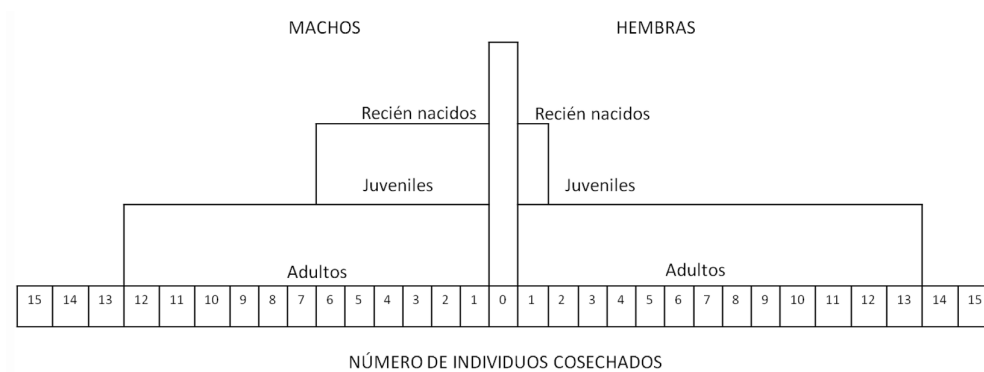 MACHOS HEMBRAS
Recién nacidos Recién nacidos
Juveniles Juveniles
Adultos Adultos
15 14 13 12 11 10 9 8 7 6 5 4 3 2 1 0 1 2 3 4 5 6 7 8 9 10 11 12 13 14 15
NÚMERO DE INDIVIDUOS COSECHADOS